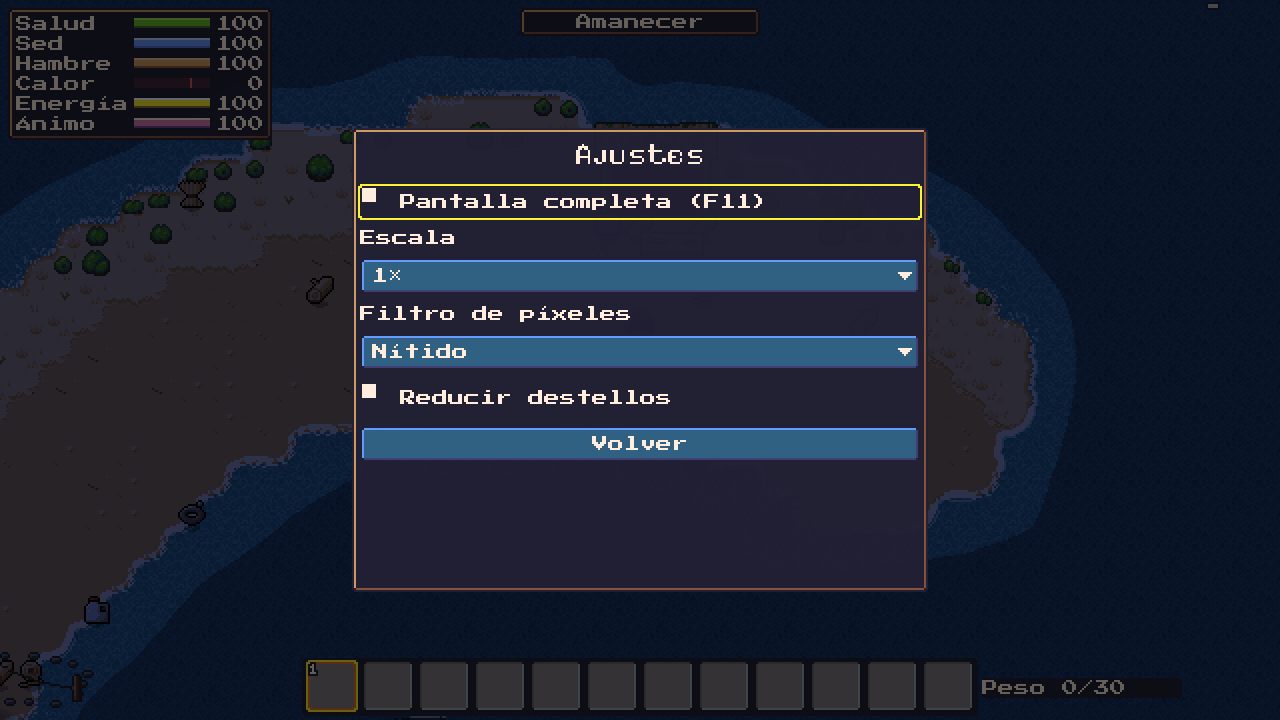 Salud 100
Sed 100
Hambre 100
Calor 0
Energía 100
Ánimo 100
Amanecer
Ajustes
Pantalla completa (F11)
Escala
1×
Filtro de píxeles
Nítido
Reducir destellos
Volver
1
Peso 0/30